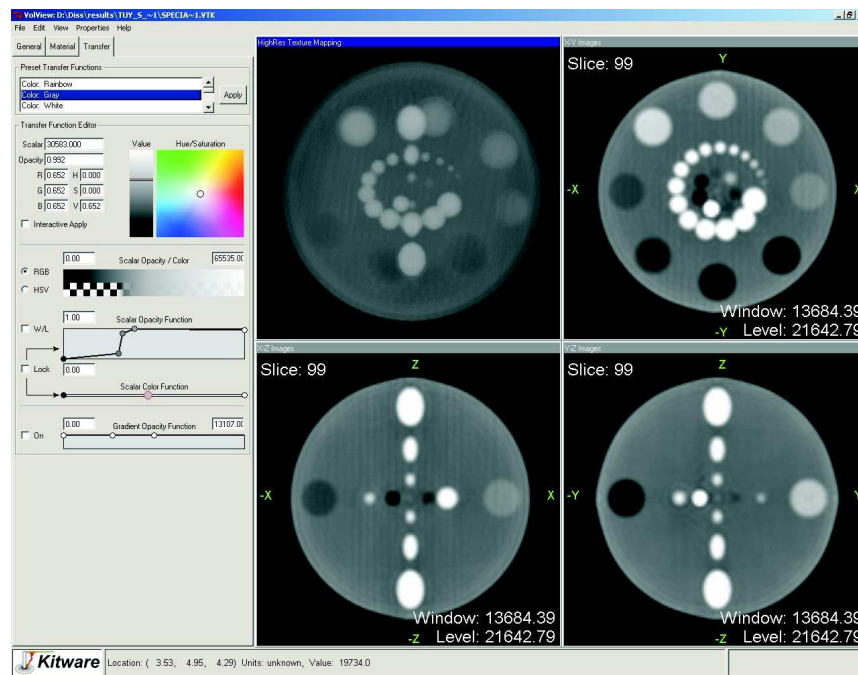 VolView: D:\Diss\results\TUY_S_~1\SPECIA~1.VTK
File Edit View Properties Help
General Material Transfer
Preset Transfer Functions
Color: Rainbow
Color: Gray
Color: White
Apply
Transfer Function Editor
Scalar 30583.000
Opacity 0.992
R 0.652 H 0.000
G 0.652 S 0.000
B 0.652 V 0.652
Value Hue/Saturation
Interactive Apply
0.00 Scalar Opacity / Color 65535.00
RGB
HSV
1.00 Scalar Opacity Function
W/L
Lock 0.00
Scalar Color Function
0.00 Gradient Opacity Function 13107.00
On
HighRes Texture Mapping
X-Y Images
Slice: 99
Y
-X X
Window: 13684.39
-Y Level: 21642.79
X-Z Images
Slice: 99
Z
-X X
Window: 13684.39
-Z Level: 21642.79
Y-Z Images
Slice: 99
Z
-Y Y
Window: 13684.39
-Z Level: 21642.79
Kitware
Location: ( 3.53, 4.95, 4.29) Units: unknown, Value: 19734.0